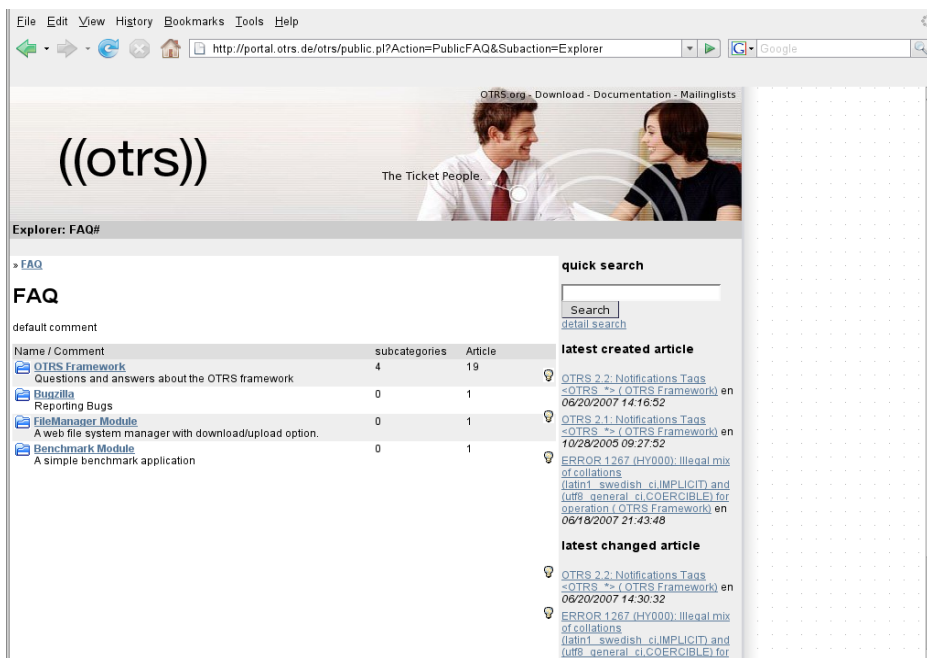 File Edit View History Bookmarks Tools Help
http://portal.otrs.de/otrs/public.pl?Action=PublicFAQ&Subaction=Explorer
G Google
OTRS.org - Download - Documentation - Mailinglists
((otrs))
The Ticket People.
Explorer: FAQ#
» FAQ
FAQ
default comment
Name / Comment subcategories Article
OTRS Framework 4 19
Questions and answers about the OTRS framework
Bugzilla 0 1
Reporting Bugs
FileManager Module 0 1
A web file system manager with download/upload option.
Benchmark Module 0 1
A simple benchmark application
quick search
Search
detail search
latest created article
OTRS 2.2: Notifications Tags
<OTRS_*> ( OTRS Framework) en
06/20/2007 14:16:52
OTRS 2.1: Notifications Tags
<OTRS_*> ( OTRS Framework) en
10/28/2005 09:27:52
ERROR 1267 (HY000): Illegal mix
of collations
(latin1_swedish_ci,IMPLICIT) and
(utf8_general_ci,COERCIBLE) for
operation ( OTRS Framework) en
06/18/2007 21:43:48
latest changed article
OTRS 2.2: Notifications Tags
<OTRS_*> ( OTRS Framework) en
06/20/2007 14:30:32
ERROR 1267 (HY000): Illegal mix
of collations
(latin1_swedish_ci,IMPLICIT) and
(utf8_general_ci,COERCIBLE) for